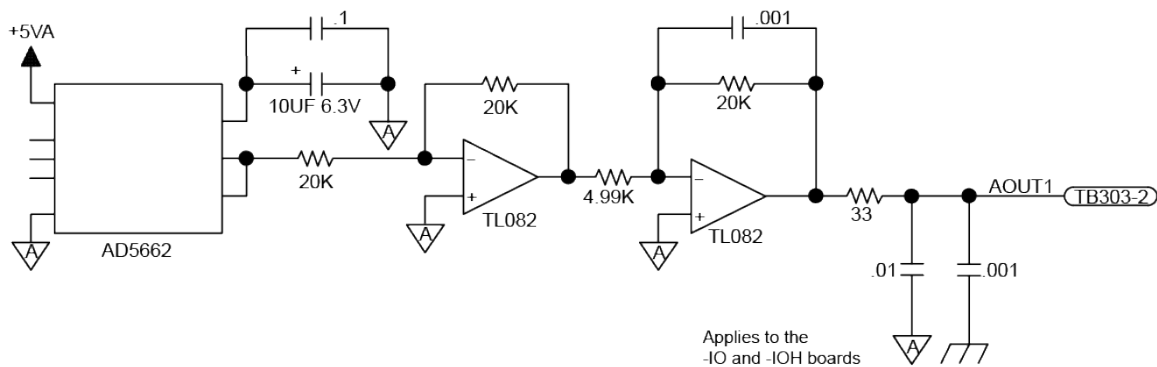 +5VA
.1
+
10UF 6.3V
A
20K
.001
20K
20K
−
+
TL082
A
4.99K
−
+
TL082
A
33
AOUT1
TB303-2
AD5662
A
.01
.001
A
Applies to the
-IO and -IOH boards